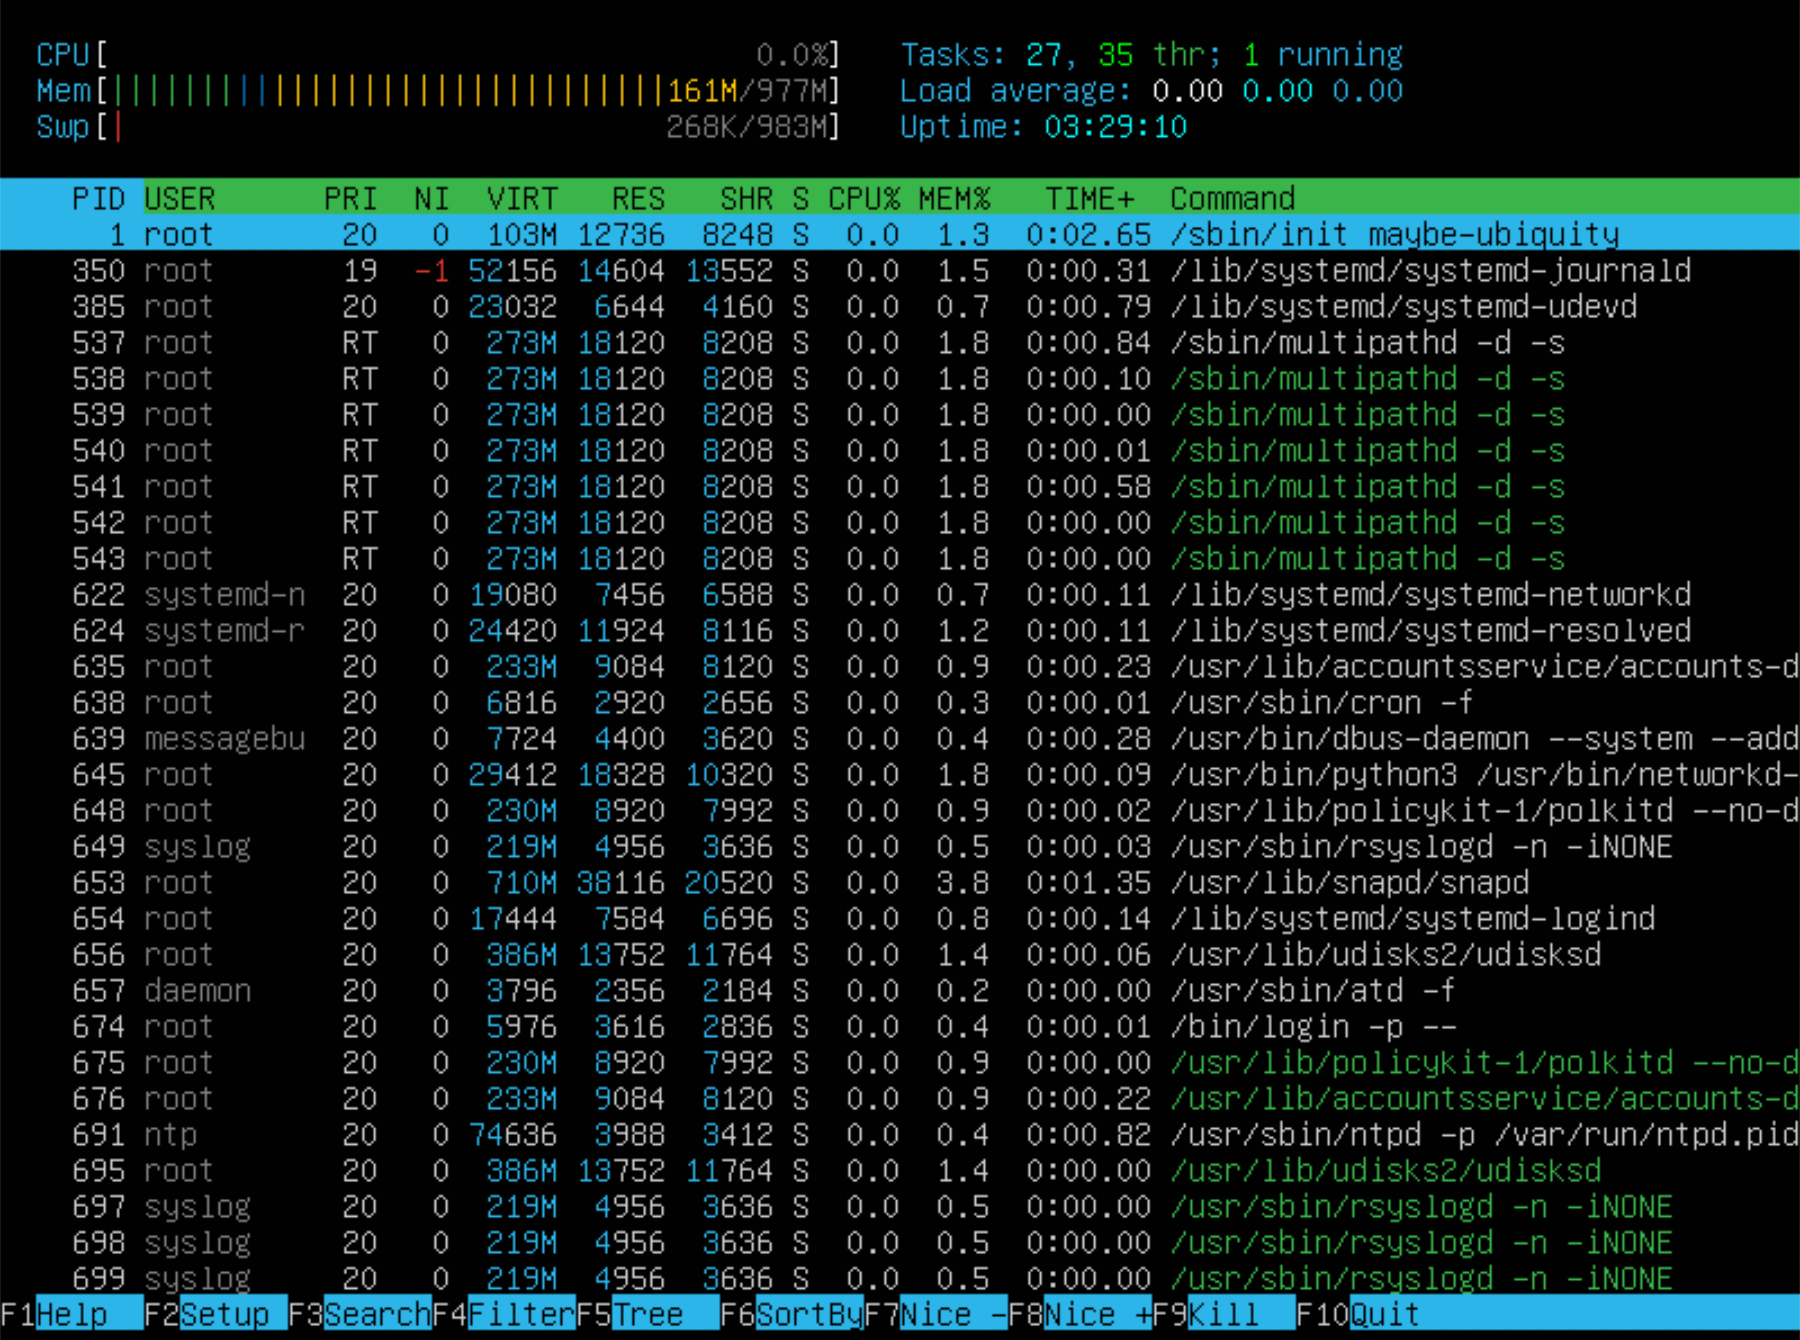 CPU[ 0.0%] Tasks: 27, 35 thr; 1 running
Mem[||||||||||||||||||||||||||||||||161M/977M] Load average: 0.00 0.00 0.00
Swp[| 268K/983M] Uptime: 03:29:10
PID USER PRI NI VIRT RES SHR S CPU% MEM% TIME+ Command
1 root 20 0 103M 12736 8248 S 0.0 1.3 0:02.65 /sbin/init maybe-ubiquity
350 root 19 -1 52156 14604 13552 S 0.0 1.5 0:00.31 /lib/systemd/systemd-journald
385 root 20 0 23032 6644 4160 S 0.0 0.7 0:00.79 /lib/systemd/systemd-udevd
537 root RT 0 273M 18120 8208 S 0.0 1.8 0:00.84 /sbin/multipathd -d -s
538 root RT 0 273M 18120 8208 S 0.0 1.8 0:00.10 /sbin/multipathd -d -s
539 root RT 0 273M 18120 8208 S 0.0 1.8 0:00.00 /sbin/multipathd -d -s
540 root RT 0 273M 18120 8208 S 0.0 1.8 0:00.01 /sbin/multipathd -d -s
541 root RT 0 273M 18120 8208 S 0.0 1.8 0:00.58 /sbin/multipathd -d -s
542 root RT 0 273M 18120 8208 S 0.0 1.8 0:00.00 /sbin/multipathd -d -s
543 root RT 0 273M 18120 8208 S 0.0 1.8 0:00.00 /sbin/multipathd -d -s
622 systemd-n 20 0 19080 7456 6588 S 0.0 0.7 0:00.11 /lib/systemd/systemd-networkd
624 systemd-r 20 0 24420 11924 8116 S 0.0 1.2 0:00.11 /lib/systemd/systemd-resolved
635 root 20 0 233M 9084 8120 S 0.0 0.9 0:00.23 /usr/lib/accountsservice/accounts-d
638 root 20 0 6816 2920 2656 S 0.0 0.3 0:00.01 /usr/sbin/cron -f
639 messagebu 20 0 7724 4400 3620 S 0.0 0.4 0:00.28 /usr/bin/dbus-daemon --system --add
645 root 20 0 29412 18328 10320 S 0.0 1.8 0:00.09 /usr/bin/python3 /usr/bin/networkd-
648 root 20 0 230M 8920 7992 S 0.0 0.9 0:00.02 /usr/lib/policykit-1/polkitd --no-d
649 syslog 20 0 219M 4956 3636 S 0.0 0.5 0:00.03 /usr/sbin/rsyslogd -n -iNONE
653 root 20 0 710M 38116 20520 S 0.0 3.8 0:01.35 /usr/lib/snapd/snapd
654 root 20 0 17444 7584 6696 S 0.0 0.8 0:00.14 /lib/systemd/systemd-logind
656 root 20 0 386M 13752 11764 S 0.0 1.4 0:00.06 /usr/lib/udisks2/udisksd
657 daemon 20 0 3796 2356 2184 S 0.0 0.2 0:00.00 /usr/sbin/atd -f
674 root 20 0 5976 3616 2836 S 0.0 0.4 0:00.01 /bin/login -p --
675 root 20 0 230M 8920 7992 S 0.0 0.9 0:00.00 /usr/lib/policykit-1/polkitd --no-d
676 root 20 0 233M 9084 8120 S 0.0 0.9 0:00.22 /usr/lib/accountsservice/accounts-d
691 ntp 20 0 74636 3988 3412 S 0.0 0.4 0:00.82 /usr/sbin/ntpd -p /var/run/ntpd.pid
695 root 20 0 386M 13752 11764 S 0.0 1.4 0:00.00 /usr/lib/udisks2/udisksd
697 syslog 20 0 219M 4956 3636 S 0.0 0.5 0:00.00 /usr/sbin/rsyslogd -n -iNONE
698 syslog 20 0 219M 4956 3636 S 0.0 0.5 0:00.00 /usr/sbin/rsyslogd -n -iNONE
699 syslog 20 0 219M 4956 3636 S 0.0 0.5 0:00.00 /usr/sbin/rsyslogd -n -iNONE
F1Help F2Setup F3SearchF4FilterF5Tree F6SortByF7Nice -F8Nice +F9Kill F10Quit